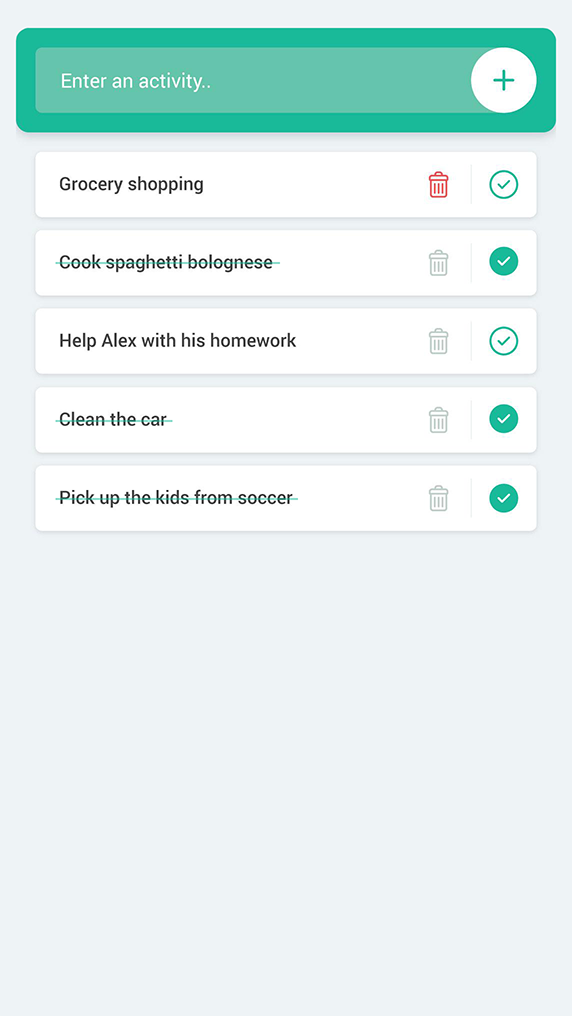 Enter an activity..
Grocery shopping
Cook spaghetti bolognese
Help Alex with his homework
Clean the car
Pick up the kids from soccer